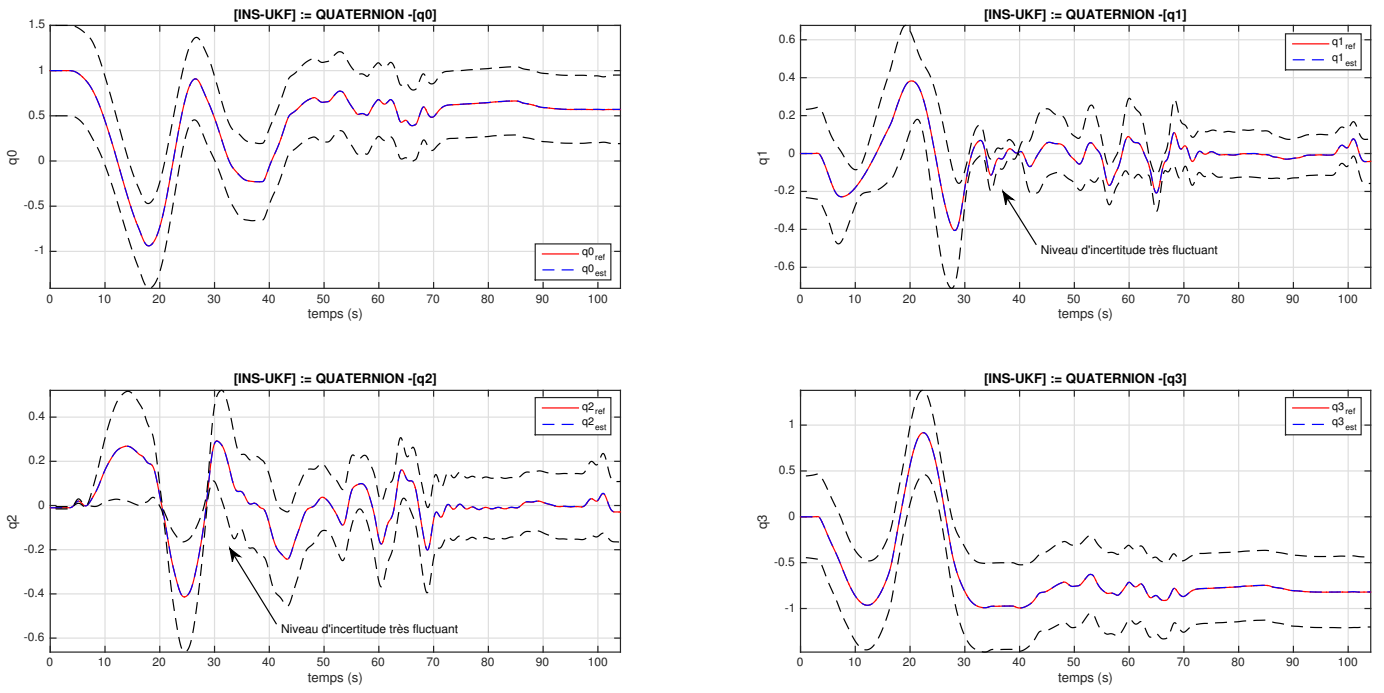 [INS-UKF] := QUATERNION -[q0]
1.5
1
0.5
0
-0.5
-1
q0
q0ref
q0est
0 10 20 30 40 50 60 70 80 90 100
temps (s)
[INS-UKF] := QUATERNION -[q1]
0.6
0.4
0.2
0
-0.2
-0.4
-0.6
q1
q1ref
q1est
Niveau d'incertitude très fluctuant
0 10 20 30 40 50 60 70 80 90 100
temps (s)
[INS-UKF] := QUATERNION -[q2]
0.4
0.2
0
-0.2
-0.4
-0.6
q2
q2ref
q2est
Niveau d'incertitude très fluctuant
0 10 20 30 40 50 60 70 80 90 100
temps (s)
[INS-UKF] := QUATERNION -[q3]
1
0.5
0
-0.5
-1
q3
q3ref
q3est
0 10 20 30 40 50 60 70 80 90 100
temps (s)